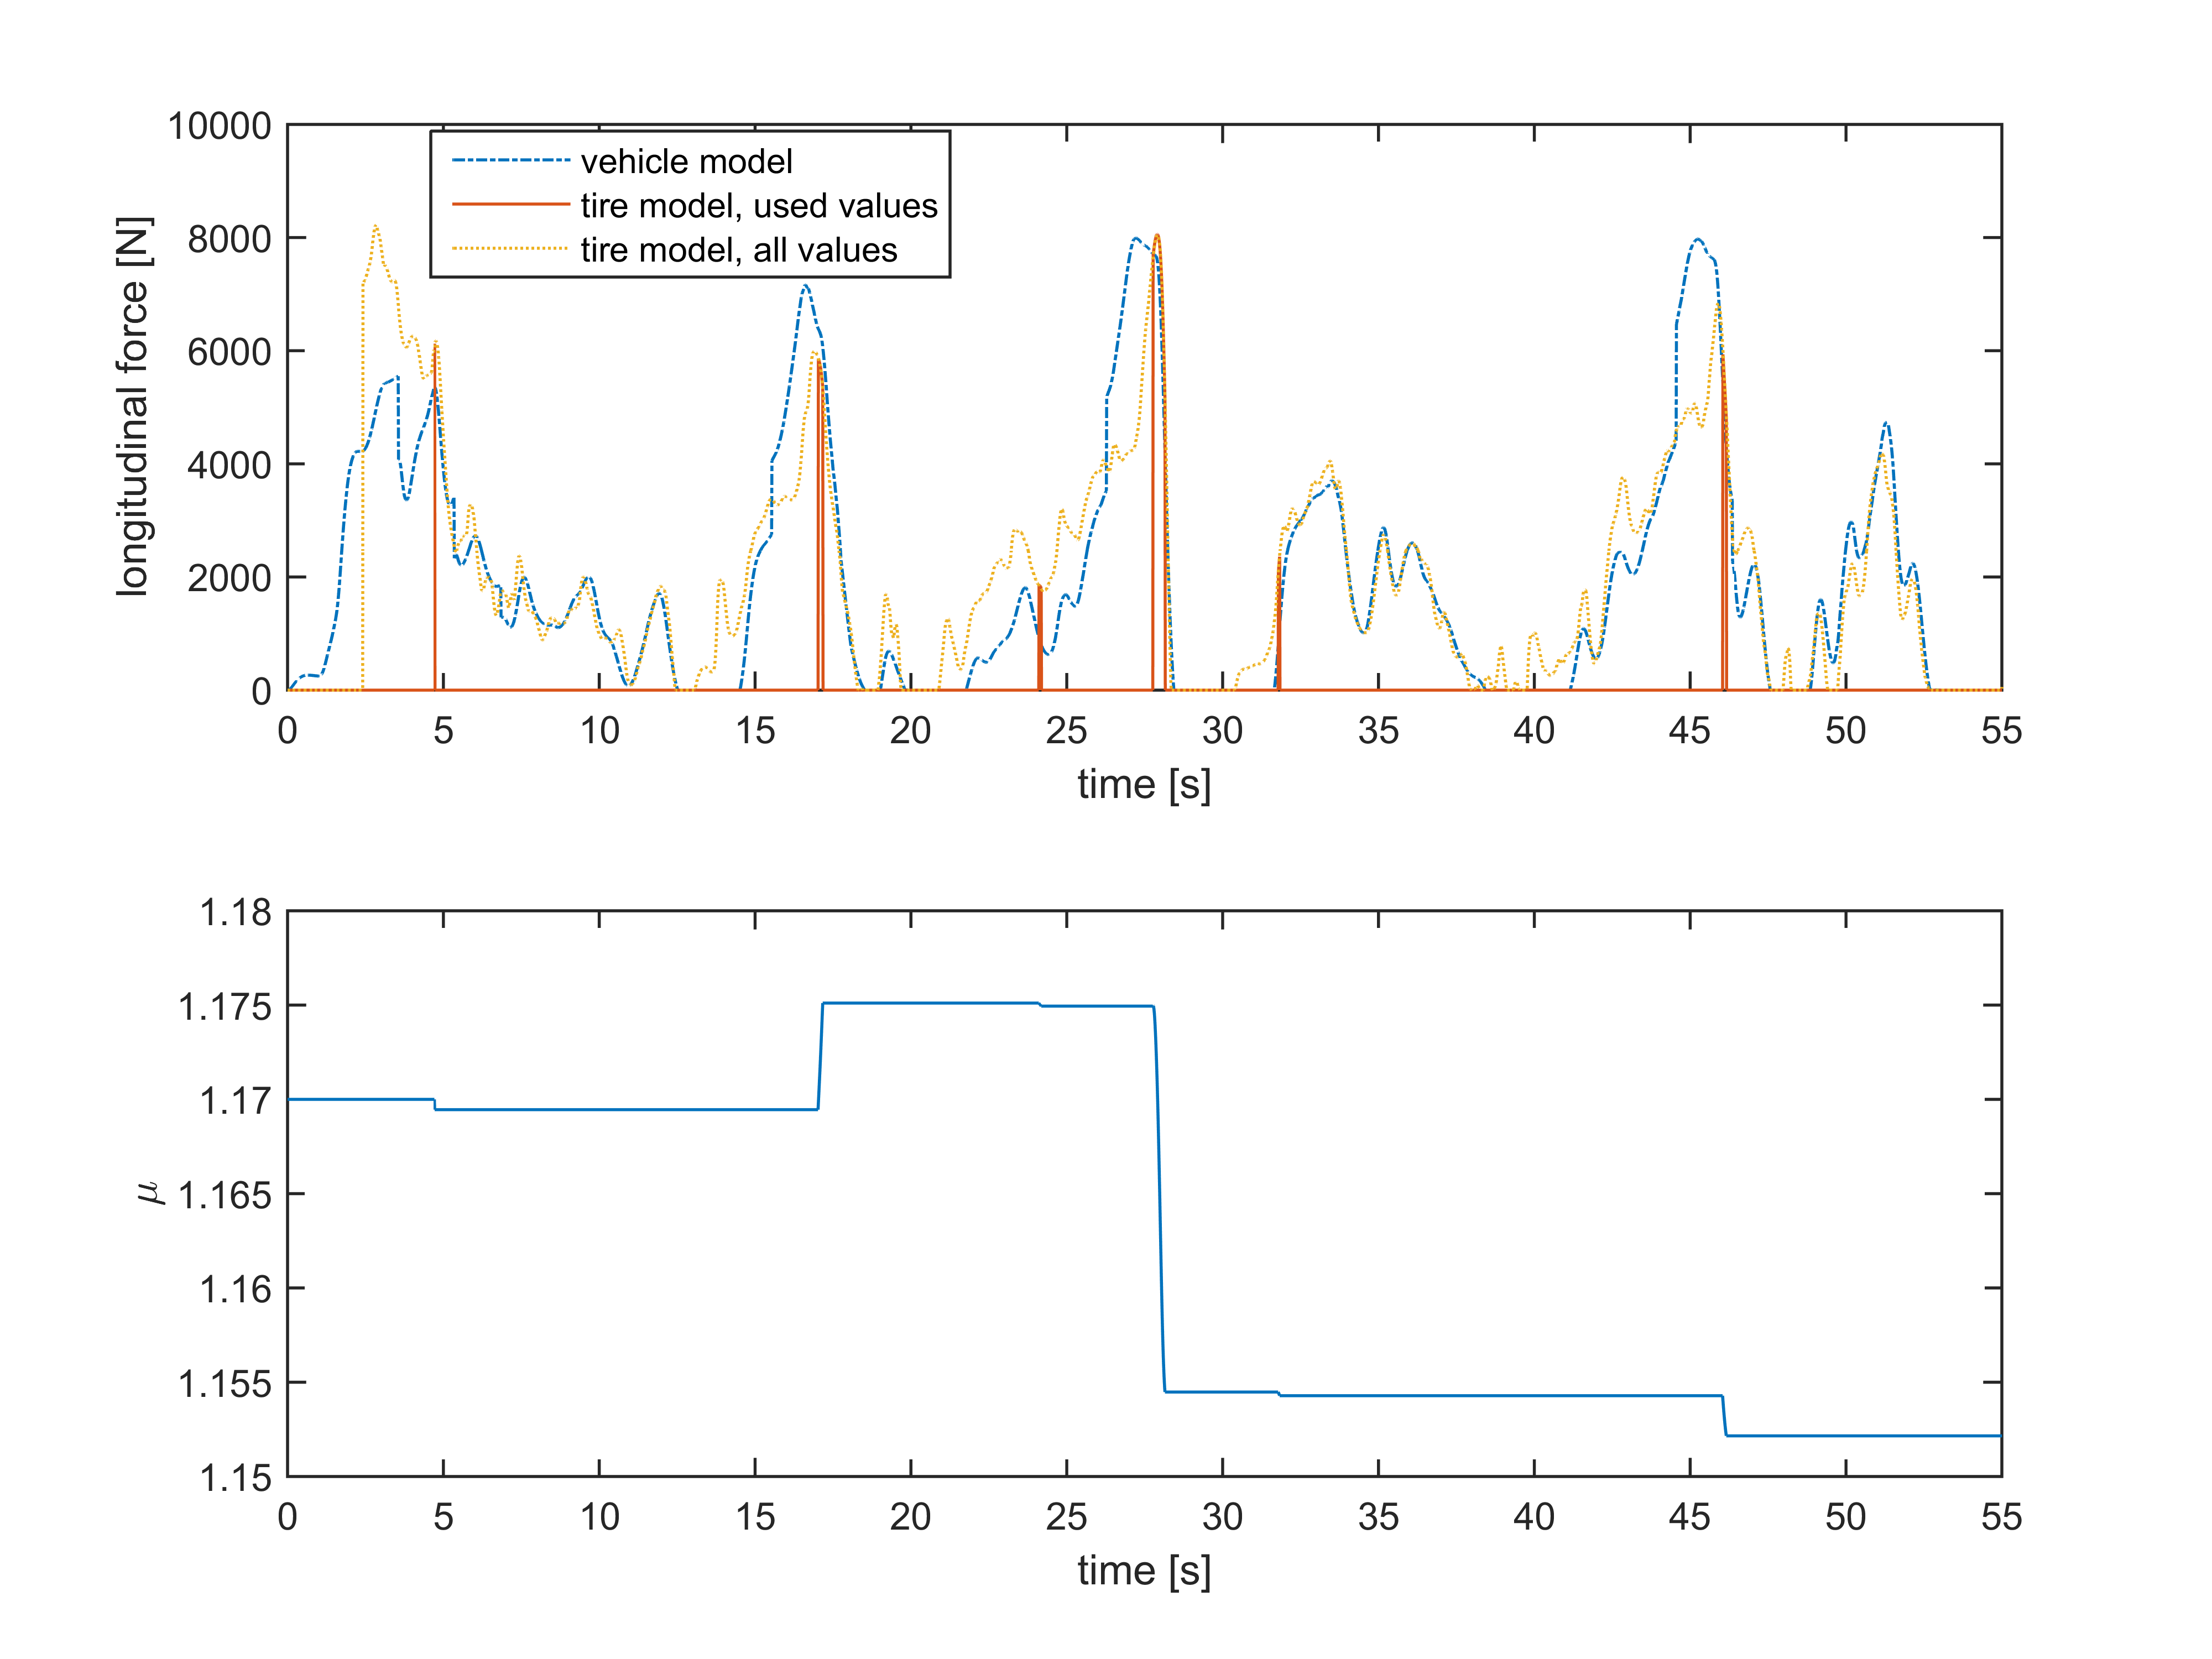 10000
8000
6000
4000
2000
0
longitudinal force [N]
vehicle model
tire model, used values
tire model, all values
0 5 10 15 20 25 30 35 40 45 50 55
time [s]
1.18
1.175
1.17
1.165
1.16
1.155
1.15
μ
0 5 10 15 20 25 30 35 40 45 50 55
time [s]